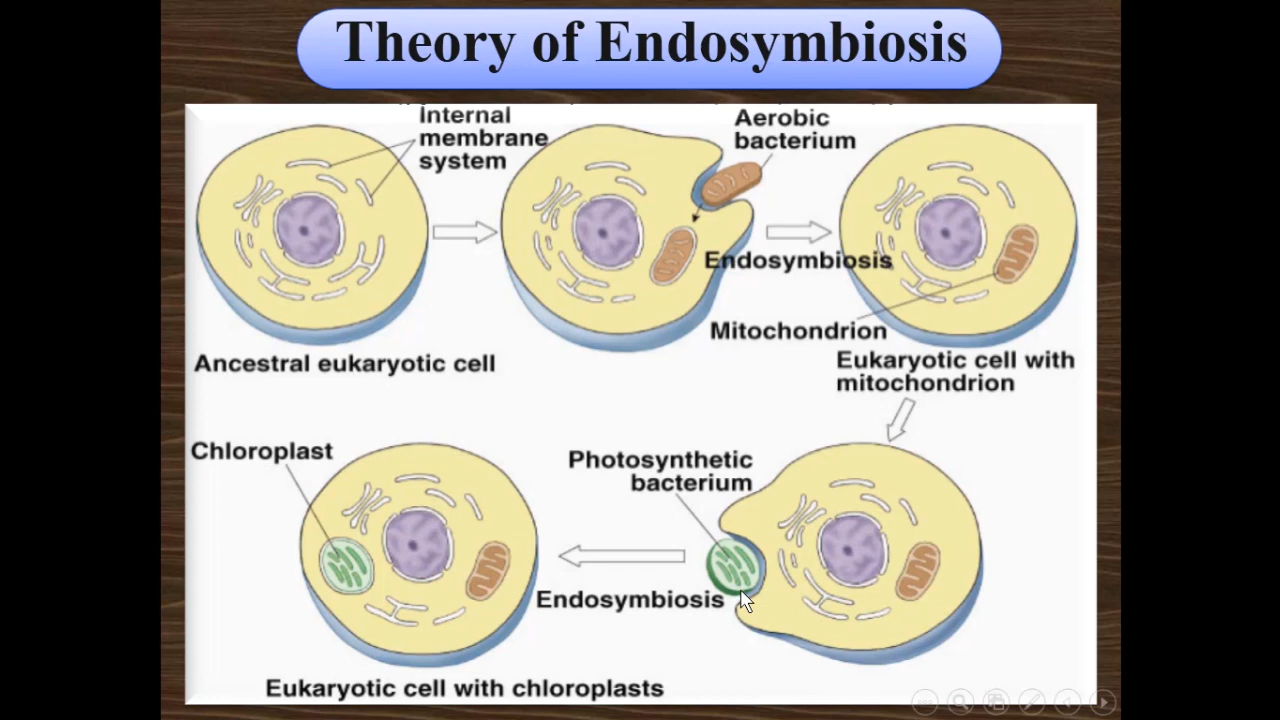 Theory of Endosymbiosis
Internal
membrane
system
Aerobic
bacterium
Endosymbiosis
Mitochondrion
Ancestral eukaryotic cell
Eukaryotic cell with
mitochondrion
Chloroplast
Photosynthetic
bacterium
Endosymbiosis
Eukaryotic cell with chloroplasts